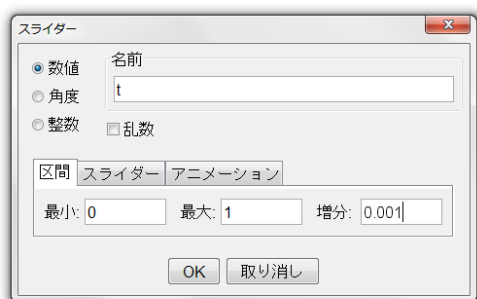 スライダー
数値
角度
整数
名前
t
乱数
区間 スライダー アニメーション
最小: 0 最大: 1 増分: 0.001
OK 取り消し